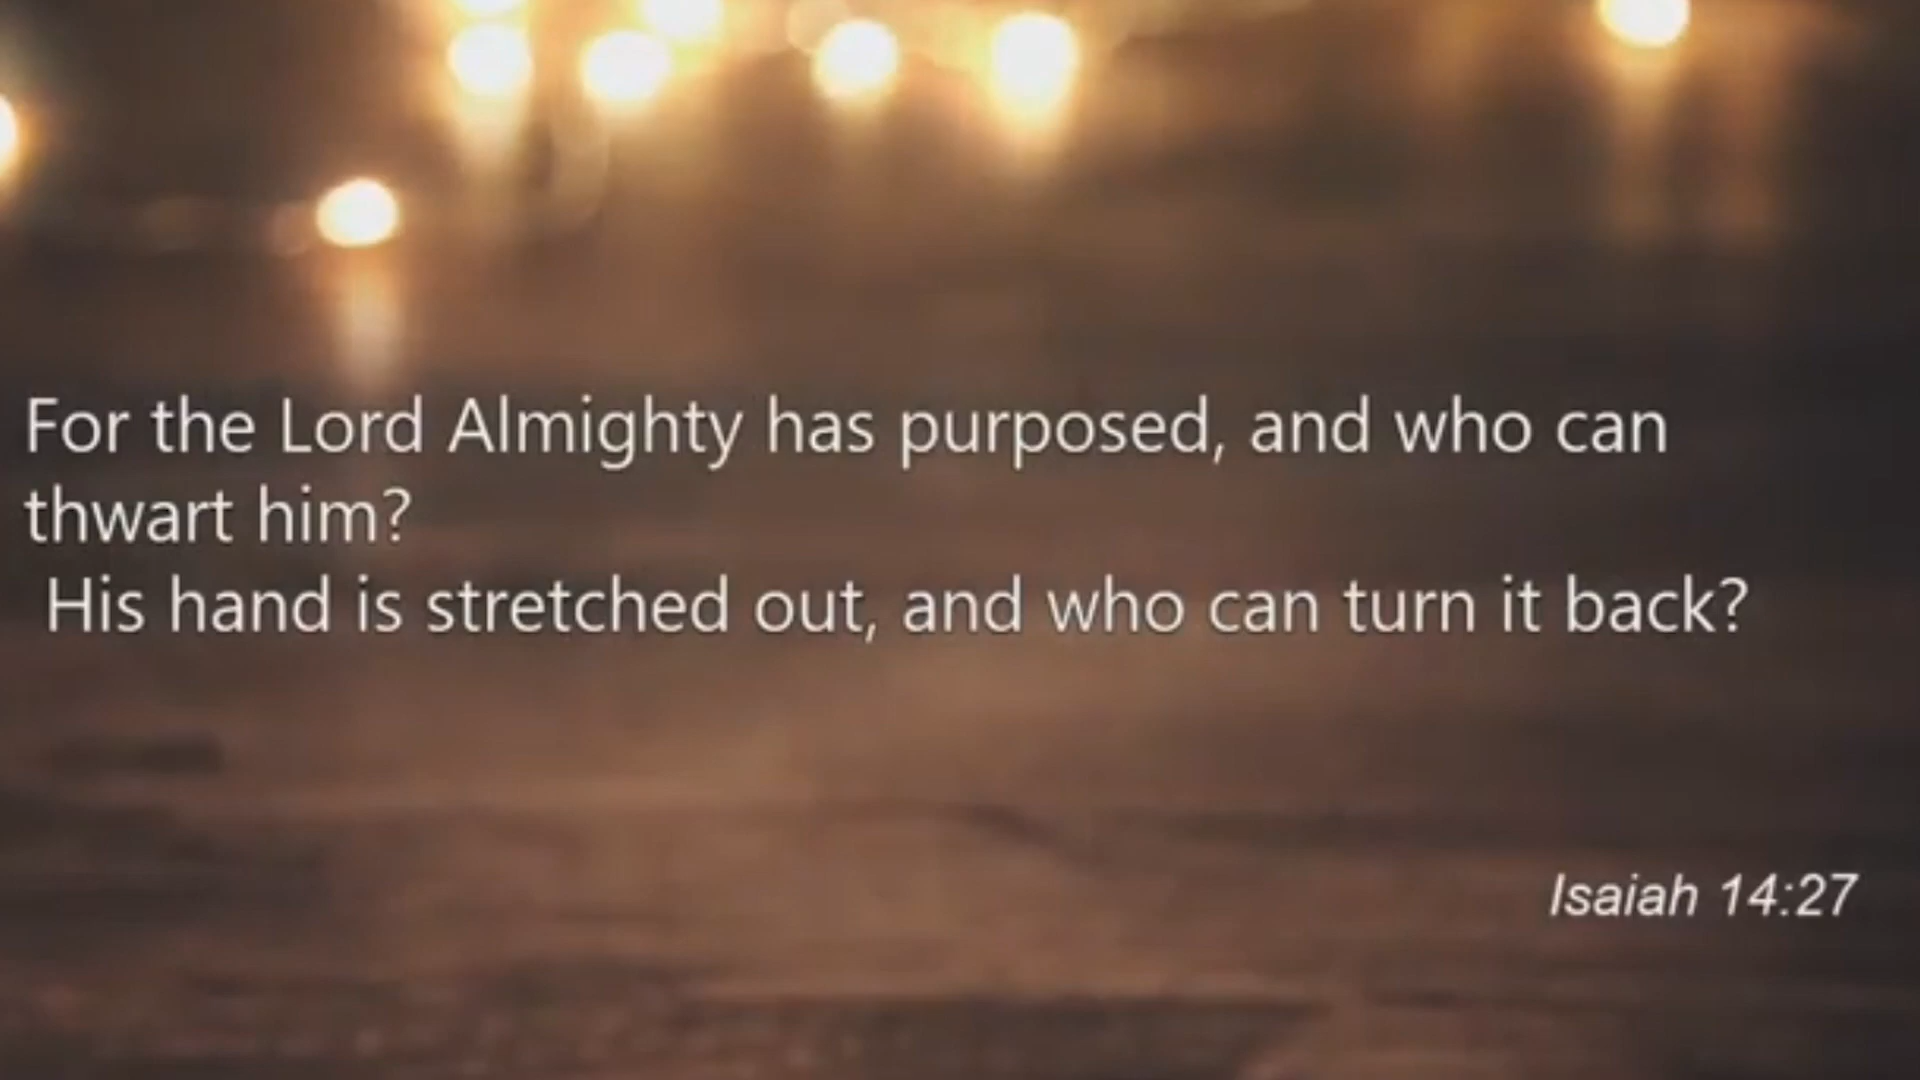 For the Lord Almighty has purposed, and who can
thwart him?
His hand is stretched out, and who can turn it back?
Isaiah 14:27